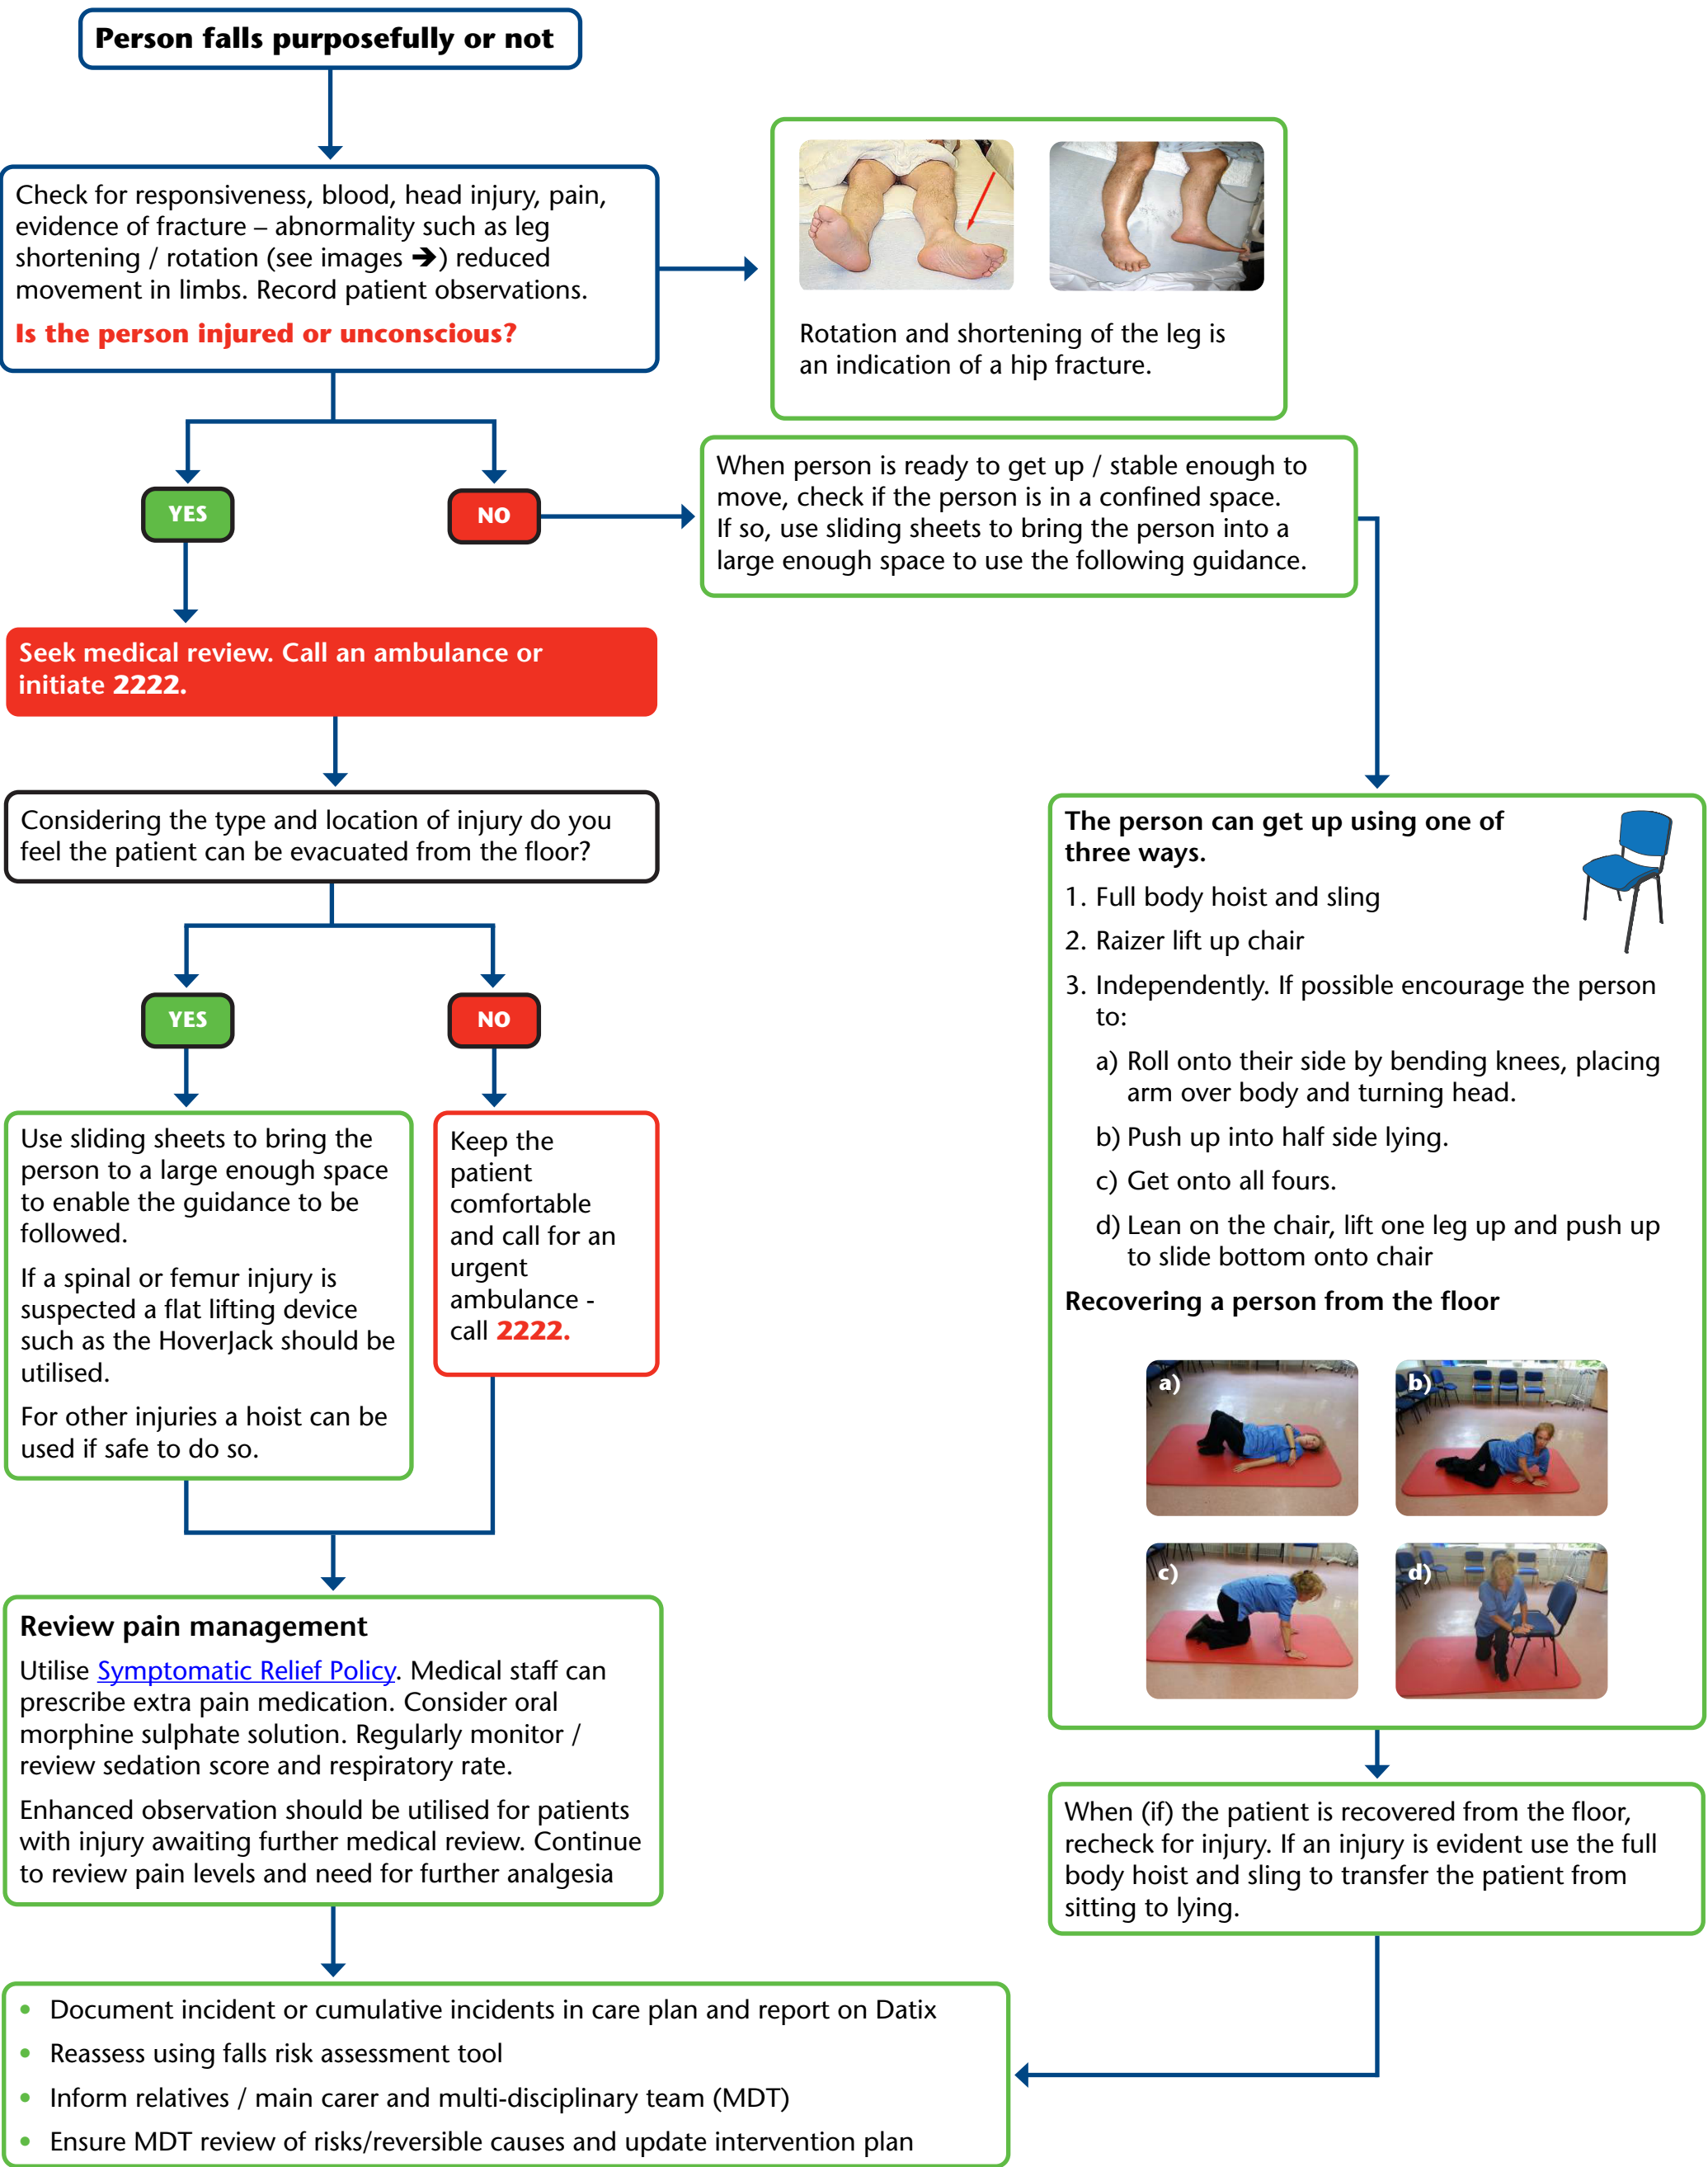 Person falls purposefully or not
Check for responsiveness, blood, head injury, pain,
evidence of fracture – abnormality such as leg
shortening / rotation (see images ➔) reduced
movement in limbs. Record patient observations.
Is the person injured or unconscious?
Rotation and shortening of the leg is
an indication of a hip fracture.
YES
NO
When person is ready to get up / stable enough to
move, check if the person is in a confined space.
If so, use sliding sheets to bring the person into a
large enough space to use the following guidance.
Seek medical review. Call an ambulance or
initiate 2222.
Considering the type and location of injury do you
feel the patient can be evacuated from the floor?
YES
NO
Use sliding sheets to bring the
person to a large enough space
to enable the guidance to be
followed.
If a spinal or femur injury is
suspected a flat lifting device
such as the HoverJack should be
utilised.
For other injuries a hoist can be
used if safe to do so.
Keep the
patient
comfortable
and call for an
urgent
ambulance -
call 2222.
The person can get up using one of
three ways.
1. Full body hoist and sling
2. Raizer lift up chair
3. Independently. If possible encourage the person
to:
a) Roll onto their side by bending knees, placing
arm over body and turning head.
b) Push up into half side lying.
c) Get onto all fours.
d) Lean on the chair, lift one leg up and push up
to slide bottom onto chair
Recovering a person from the floor
a)
b)
c)
d)
Review pain management
Utilise Symptomatic Relief Policy. Medical staff can
prescribe extra pain medication. Consider oral
morphine sulphate solution. Regularly monitor /
review sedation score and respiratory rate.
Enhanced observation should be utilised for patients
with injury awaiting further medical review. Continue
to review pain levels and need for further analgesia
When (if) the patient is recovered from the floor,
recheck for injury. If an injury is evident use the full
body hoist and sling to transfer the patient from
sitting to lying.
• Document incident or cumulative incidents in care plan and report on Datix
• Reassess using falls risk assessment tool
• Inform relatives / main carer and multi-disciplinary team (MDT)
• Ensure MDT review of risks/reversible causes and update intervention plan